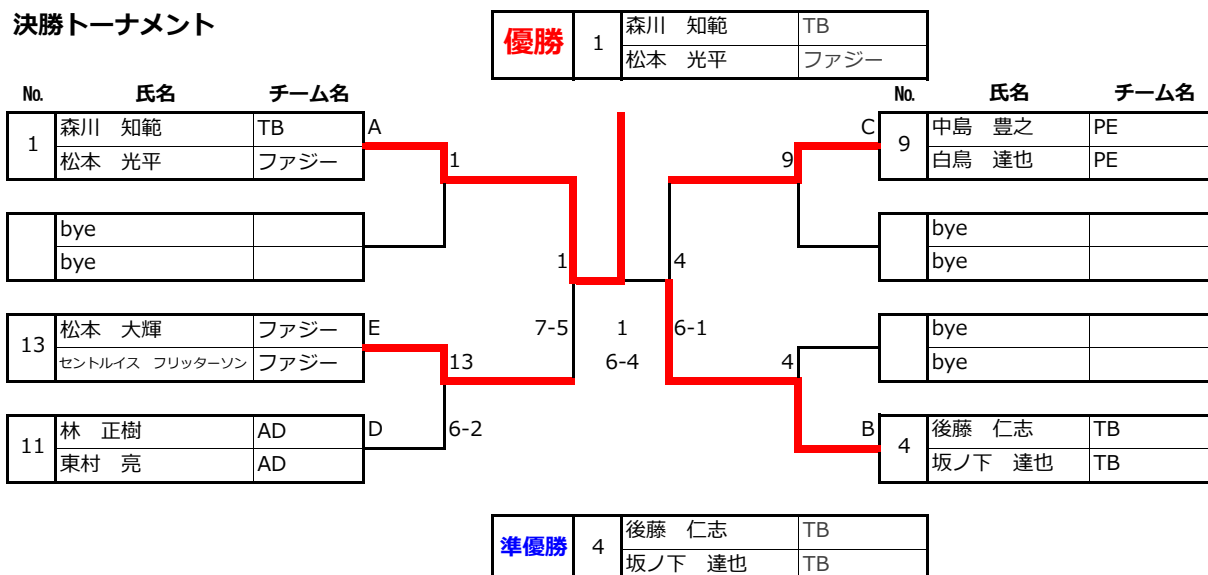 決勝トーナメント
優勝 1 森川 知範 TB
松本 光平 ファジー
No. 氏名 チーム名
1 森川 知範 TB A
松本 光平 ファジー
1
bye
bye
13 松本 大輝 ファジー E
セントルイス フリッターソン ファジー
13
11 林 正樹 AD D
東村 亮 AD
6-2
1
7-5
1
6-4
4
6-1
No. 氏名 チーム名
C 9 中島 豊之 PE
白鳥 達也 PE
9
bye
bye
bye
bye
4
B 4 後藤 仁志 TB
坂ノ下 達也 TB
準優勝 4 後藤 仁志 TB
坂ノ下 達也 TB